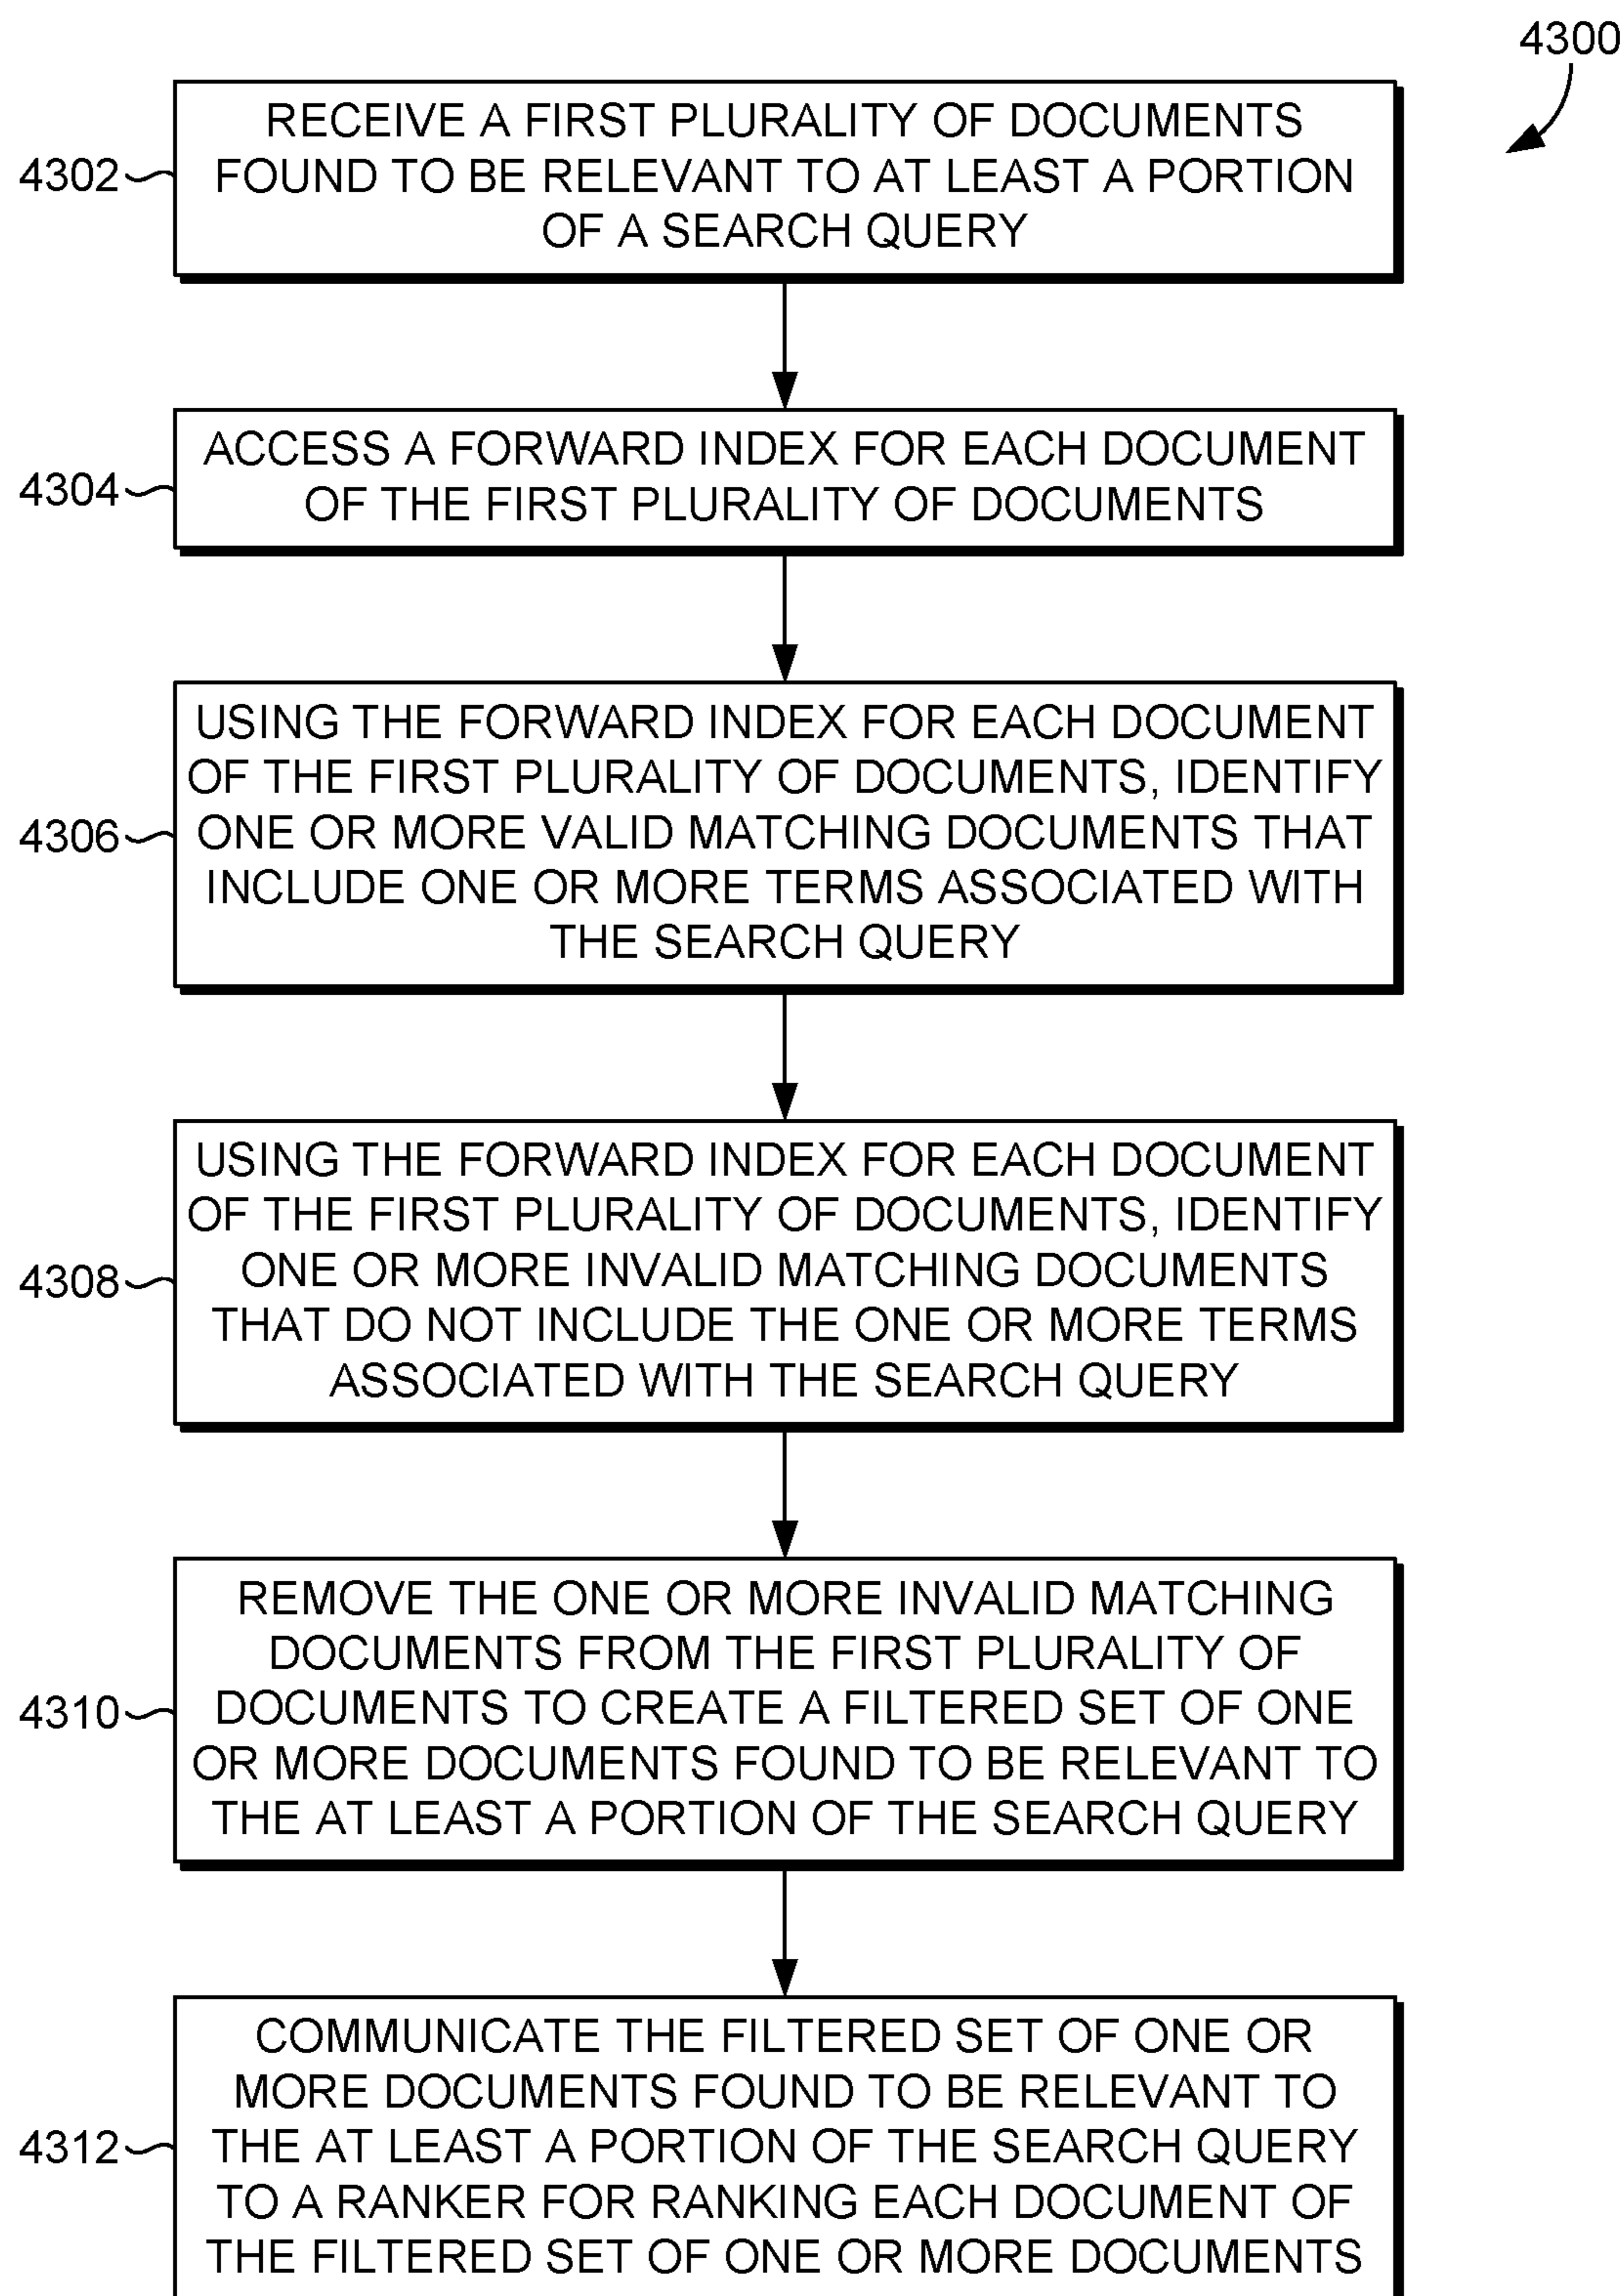 4300
RECEIVE A FIRST PLURALITY OF DOCUMENTS
4302 FOUND TO BE RELEVANT TO AT LEAST A PORTION
OF A SEARCH QUERY
ACCESS A FORWARD INDEX FOR EACH DOCUMENT
4304 OF THE FIRST PLURALITY OF DOCUMENTS
USING THE FORWARD INDEX FOR EACH DOCUMENT
OF THE FIRST PLURALITY OF DOCUMENTS, IDENTIFY
4306 ONE OR MORE VALID MATCHING DOCUMENTS THAT
INCLUDE ONE OR MORE TERMS ASSOCIATED WITH
THE SEARCH QUERY
USING THE FORWARD INDEX FOR EACH DOCUMENT
OF THE FIRST PLURALITY OF DOCUMENTS, IDENTIFY
4308 ONE OR MORE INVALID MATCHING DOCUMENTS
THAT DO NOT INCLUDE THE ONE OR MORE TERMS
ASSOCIATED WITH THE SEARCH QUERY
REMOVE THE ONE OR MORE INVALID MATCHING
DOCUMENTS FROM THE FIRST PLURALITY OF
4310 DOCUMENTS TO CREATE A FILTERED SET OF ONE
OR MORE DOCUMENTS FOUND TO BE RELEVANT TO
THE AT LEAST A PORTION OF THE SEARCH QUERY
COMMUNICATE THE FILTERED SET OF ONE OR
MORE DOCUMENTS FOUND TO BE RELEVANT TO
4312 THE AT LEAST A PORTION OF THE SEARCH QUERY
TO A RANKER FOR RANKING EACH DOCUMENT OF
THE FILTERED SET OF ONE OR MORE DOCUMENTS